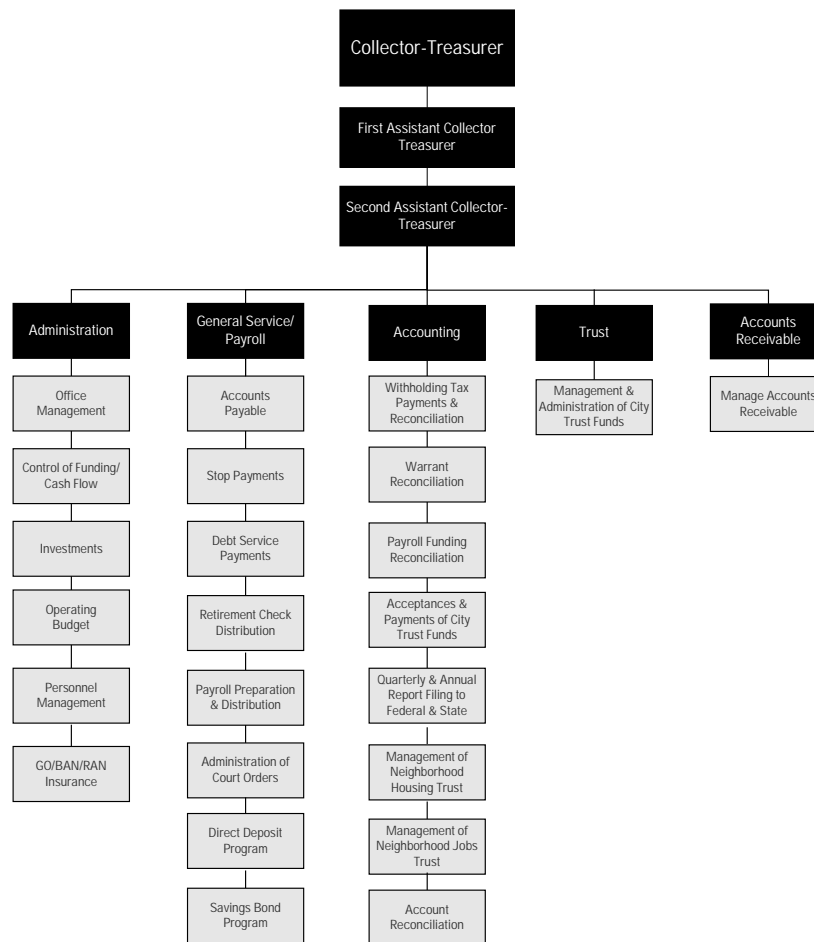 Collector-Treasurer
First Assistant Collector
Treasurer
Second Assistant Collector-
Treasurer
Administration
General Service/
Payroll
Accounting
Trust
Accounts
Receivable
Office
Management
Control of Funding/
Cash Flow
Investments
Operating
Budget
Personnel
Management
GO/BAN/RAN
Insurance
Accounts
Payable
Stop Payments
Debt Service
Payments
Retirement Check
Distribution
Payroll Preparation
& Distribution
Administration of
Court Orders
Direct Deposit
Program
Savings Bond
Program
Withholding Tax
Payments &
Reconciliation
Warrant
Reconciliation
Payroll Funding
Reconciliation
Acceptances &
Payments of City
Trust Funds
Quarterly & Annual
Report Filing to
Federal & State
Management of
Neighborhood
Housing Trust
Management of
Neighborhood Jobs
Trust
Account
Reconciliation
Management &
Administration of City
Trust Funds
Manage Accounts
Receivable